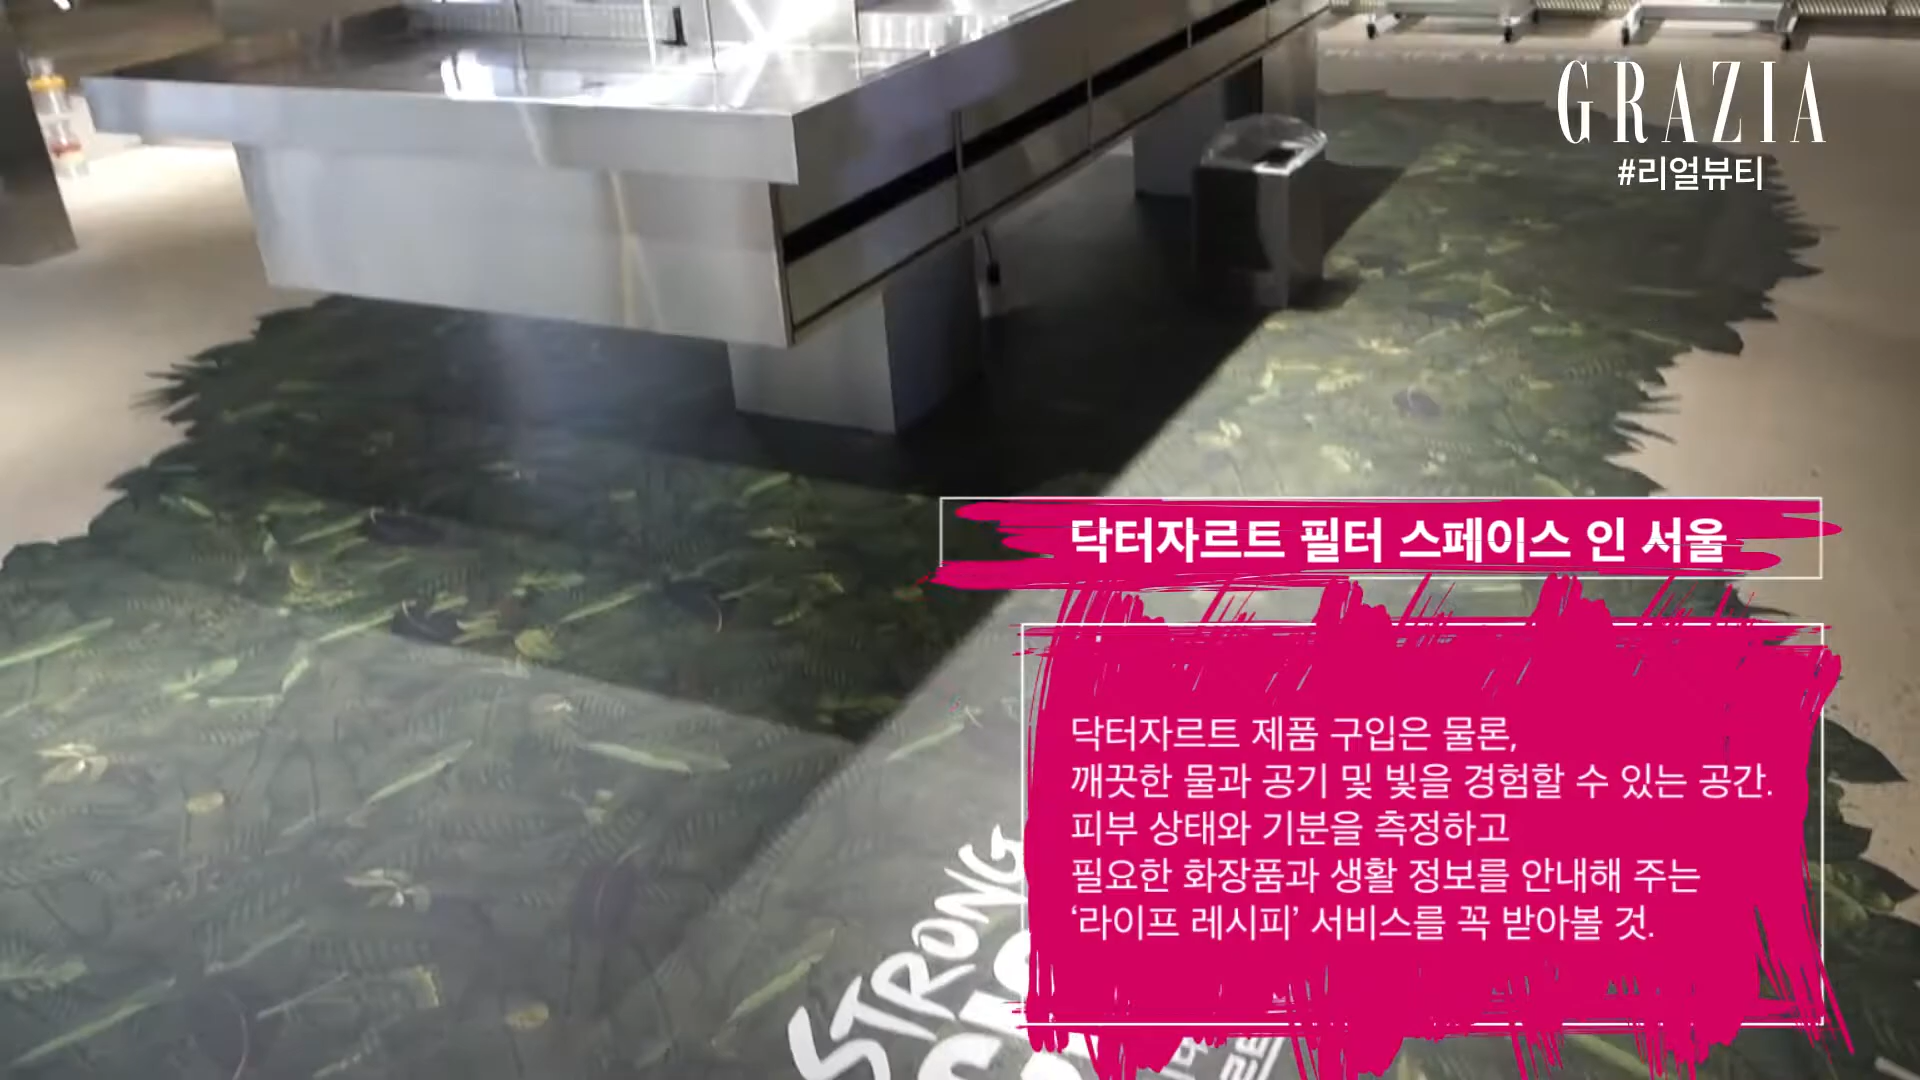 GRAZIA
#리얼뷰티
닥터자르트 필터 스페이스 인 서울
닥터자르트 제품 구입은 물론,
깨끗한 물과 공기 및 빛을 경험할 수 있는 공간.
피부 상태와 기분을 측정하고
필요한 화장품과 생활 정보를 안내해 주는
‘라이프 레시피’ 서비스를 꼭 받아볼 것.
STRONG